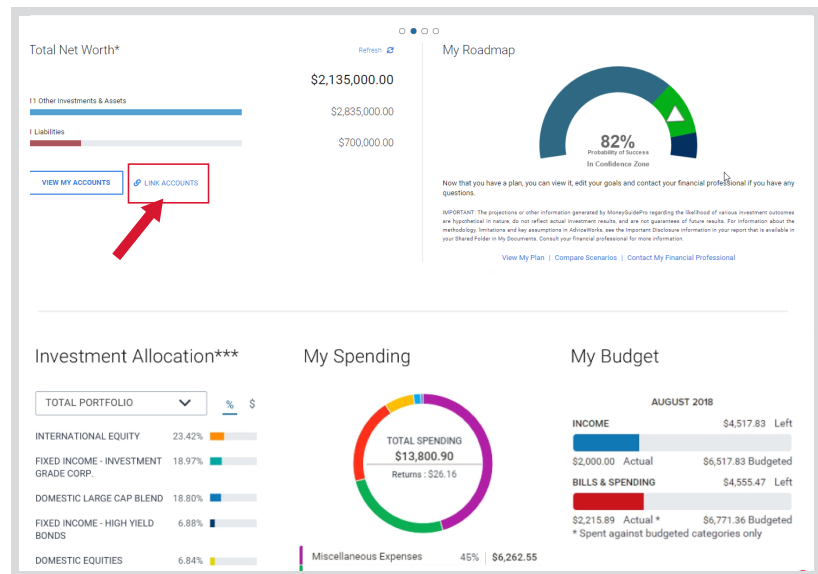 Total Net Worth*
Refresh
$2,135,000.00
11 Other Investments & Assets
$2,835,000.00
1 Liabilities
$700,000.00
VIEW MY ACCOUNTS
LINK ACCOUNTS
My Roadmap
82%
Probability of Success
In Confidence Zone
Now that you have a plan, you can view it, edit your goals and contact your financial professional if you have any
questions.
IMPORTANT: The projections or other information generated by MoneyGuidePro regarding the likelihood of various investment outcomes
are hypothetical in nature, do not reflect actual investment results, and are not guarantees of future results. For information about the
methodology, limitations and key assumptions in AdviceWorks, see the Important Disclosure information in your report that is available in
your Shared Folder in My Documents. Consult your financial professional for more information.
View My Plan | Compare Scenarios | Contact My Financial Professional
Investment Allocation***
TOTAL PORTFOLIO
% $
INTERNATIONAL EQUITY 23.42%
FIXED INCOME - INVESTMENT 18.97%
GRADE CORP.
DOMESTIC LARGE CAP BLEND 18.80%
FIXED INCOME - HIGH YIELD 6.88%
BONDS
DOMESTIC EQUITIES 6.84%
My Spending
TOTAL SPENDING
$13,800.90
Returns : $26.16
Miscellaneous Expenses 45% $6,262.55
My Budget
AUGUST 2018
INCOME $4,517.83 Left
$2,000.00 Actual $6,517.83 Budgeted
BILLS & SPENDING $4,555.47 Left
$2,215.89 Actual * $6,771.36 Budgeted
* Spent against budgeted categories only